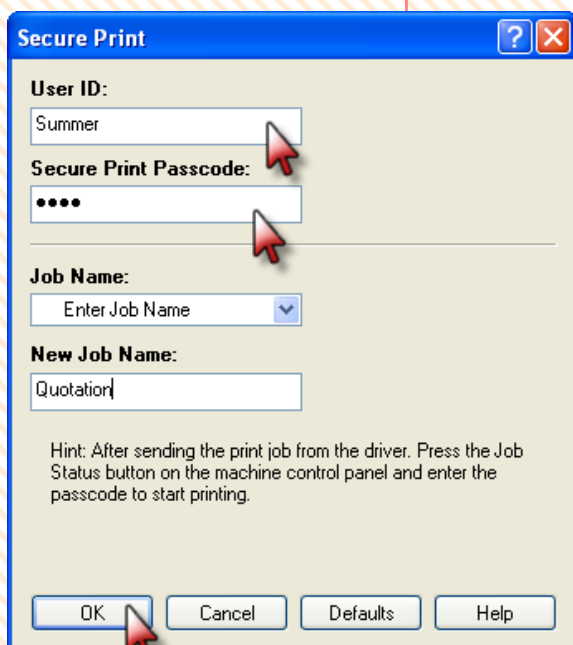 Secure Print
User ID:
Summer
Secure Print Passcode:
••••
Job Name:
Enter Job Name
New Job Name:
Quotation
Hint: After sending the print job from the driver. Press the Job
Status button on the machine control panel and enter the
passcode to start printing.
OK Cancel Defaults Help